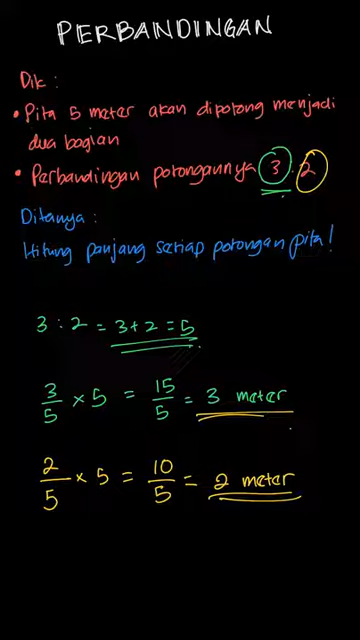 PERBANDINGAN
Dik :
• Pita 5 meter akan dipotong menjadi
dua bagian
• Perbandingan potongannya 3 : 2
Ditanya :
Hitung panjang setiap potongan pita!
3 : 2 = 3 + 2 = 5
3/5 × 5 = 15/5 = 3 meter
2/5 × 5 = 10/5 = 2 meter